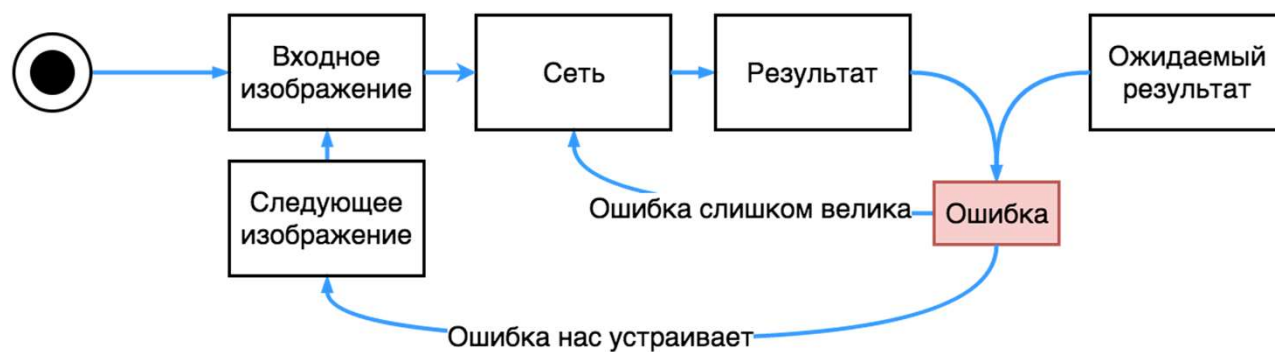 Входное
изображение
Сеть
Результат
Ожидаемый
результат
Следующее
изображение
Ошибка слишком велика
Ошибка
Ошибка нас устраивает